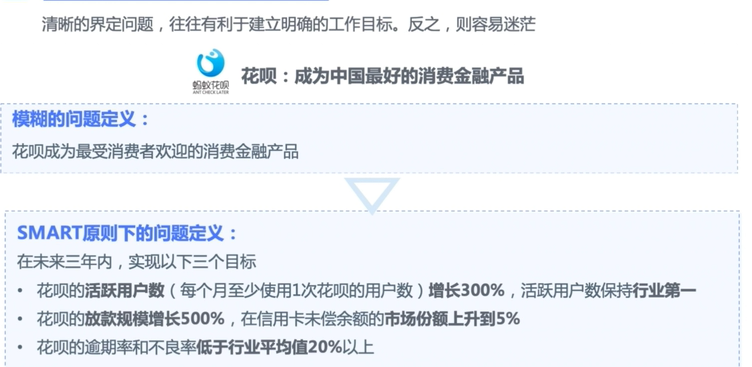 清晰的界定问题，往往有利于建立明确的工作目标。反之，则容易迷茫
蚂蚁花呗
ANT CHECK LATER
花呗：成为中国最好的消费金融产品
模糊的问题定义：
花呗成为最受消费者欢迎的消费金融产品
SMART原则下的问题定义：
在未来三年内，实现以下三个目标
• 花呗的活跃用户数（每个月至少使用1次花呗的用户数）增长300%，活跃用户数保持行业第一
• 花呗的放款规模增长500%，在信用卡未偿余额的市场份额上升到5%
• 花呗的逾期率和不良率低于行业平均值20%以上